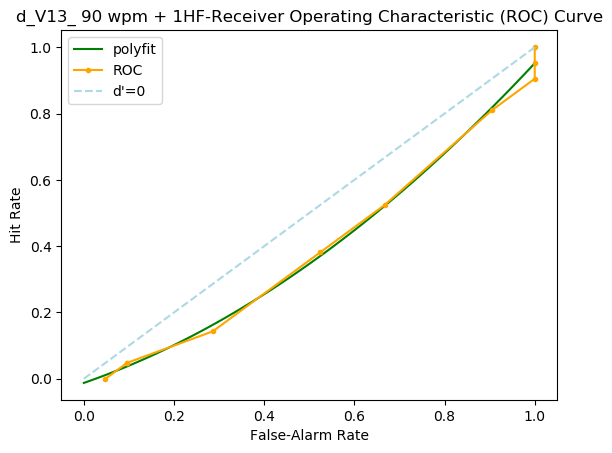 d_V13_ 90 wpm + 1HF-Receiver Operating Characteristic (ROC) Curve
polyfit
ROC
d'=0
1.0
0.8
0.6
0.4
0.2
0.0
Hit Rate
0.0 0.2 0.4 0.6 0.8 1.0
False-Alarm Rate